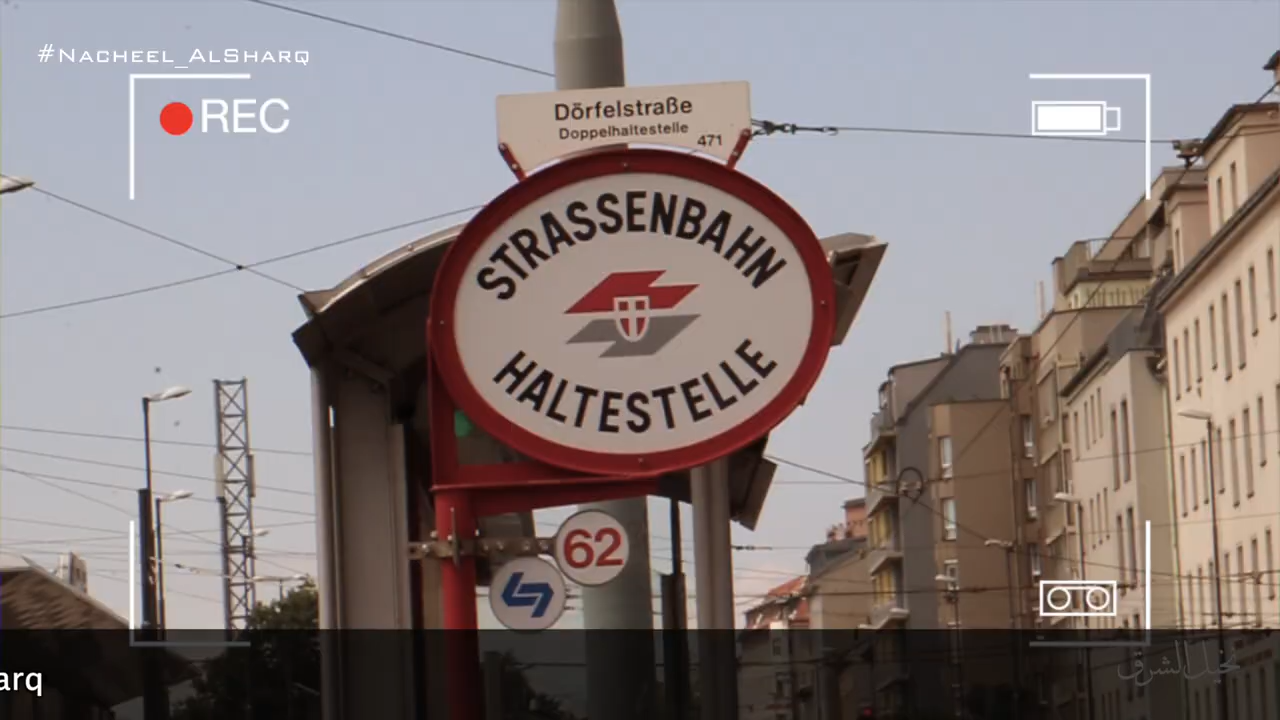 #NACHEEL_ALSHARQ
REC
Dörfelstraße
Doppelhaltestelle
471
STRASSENBAHN
HALTESTELLE
62
arq
نخيل الشرق